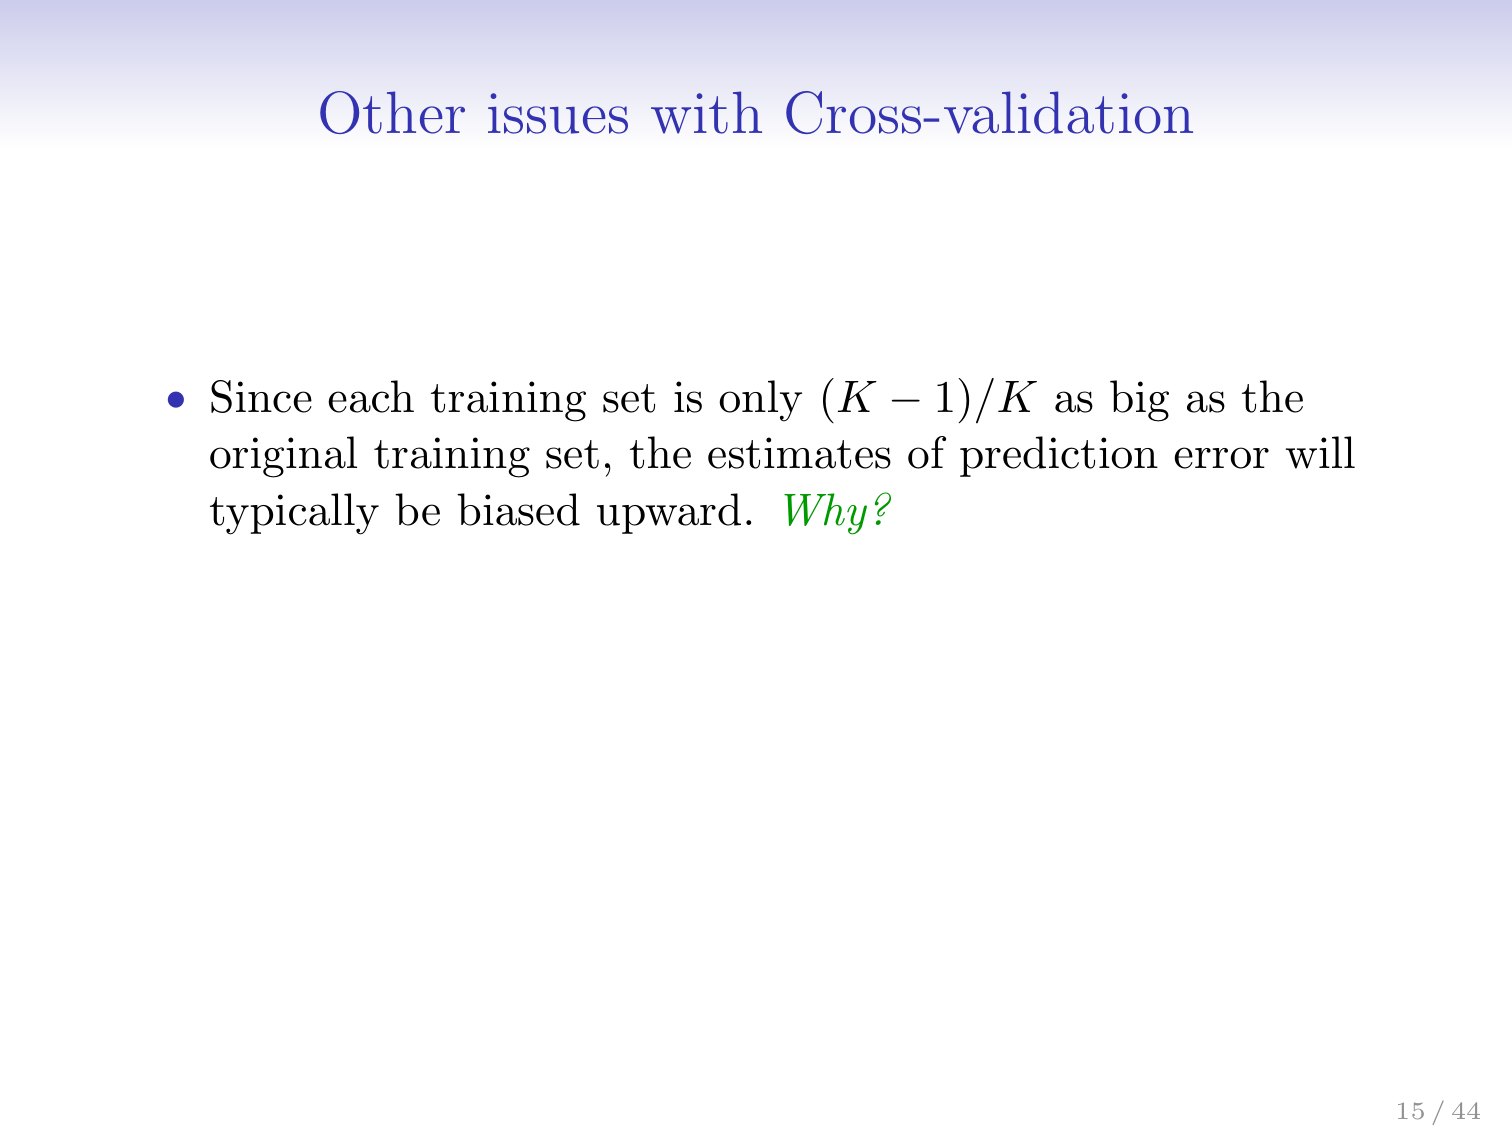 Other issues with Cross-validation
• Since each training set is only (K − 1)/K as big as the
original training set, the estimates of prediction error will
typically be biased upward. Why?
15 / 44